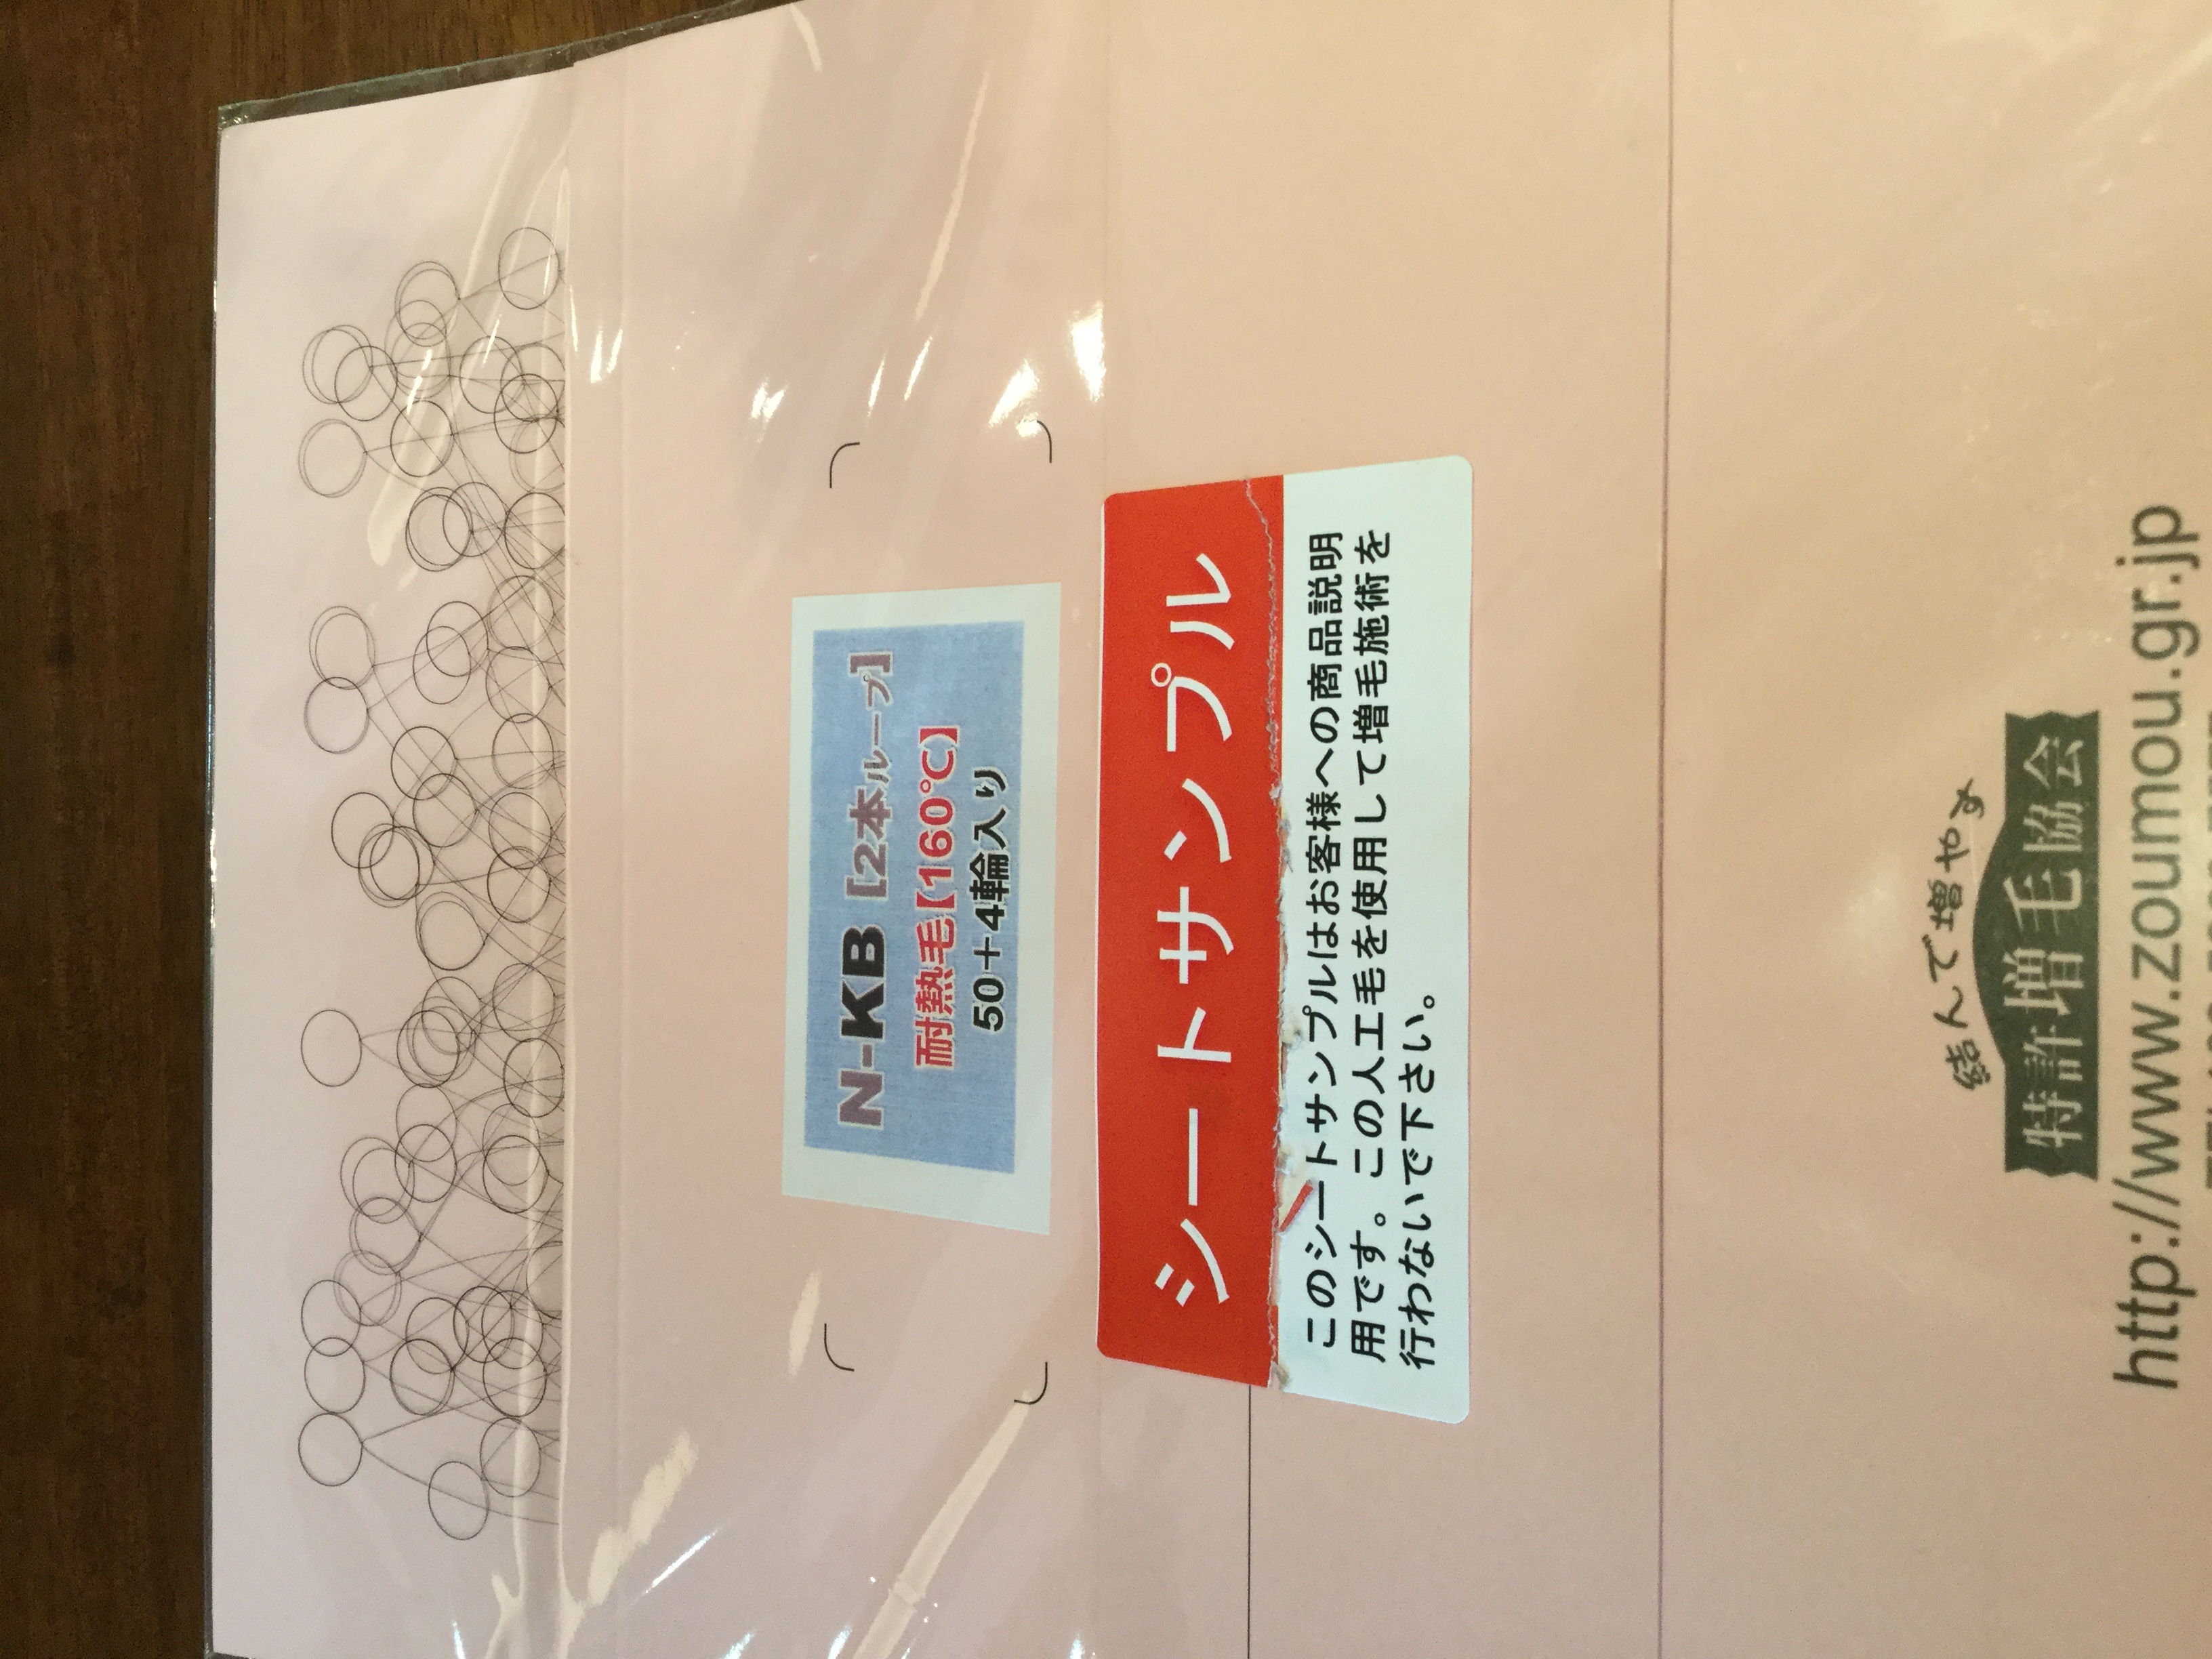 N-KB [2本ループ]
耐熱毛【160℃】
50+4輪入り
シートサンプル
このシートサンプルはお客様への商品説明
用です。この人工毛を使用して増毛施術を
行わないで下さい。
結んで増やす
特許増毛協会
http://www.zoumou.gr.jp